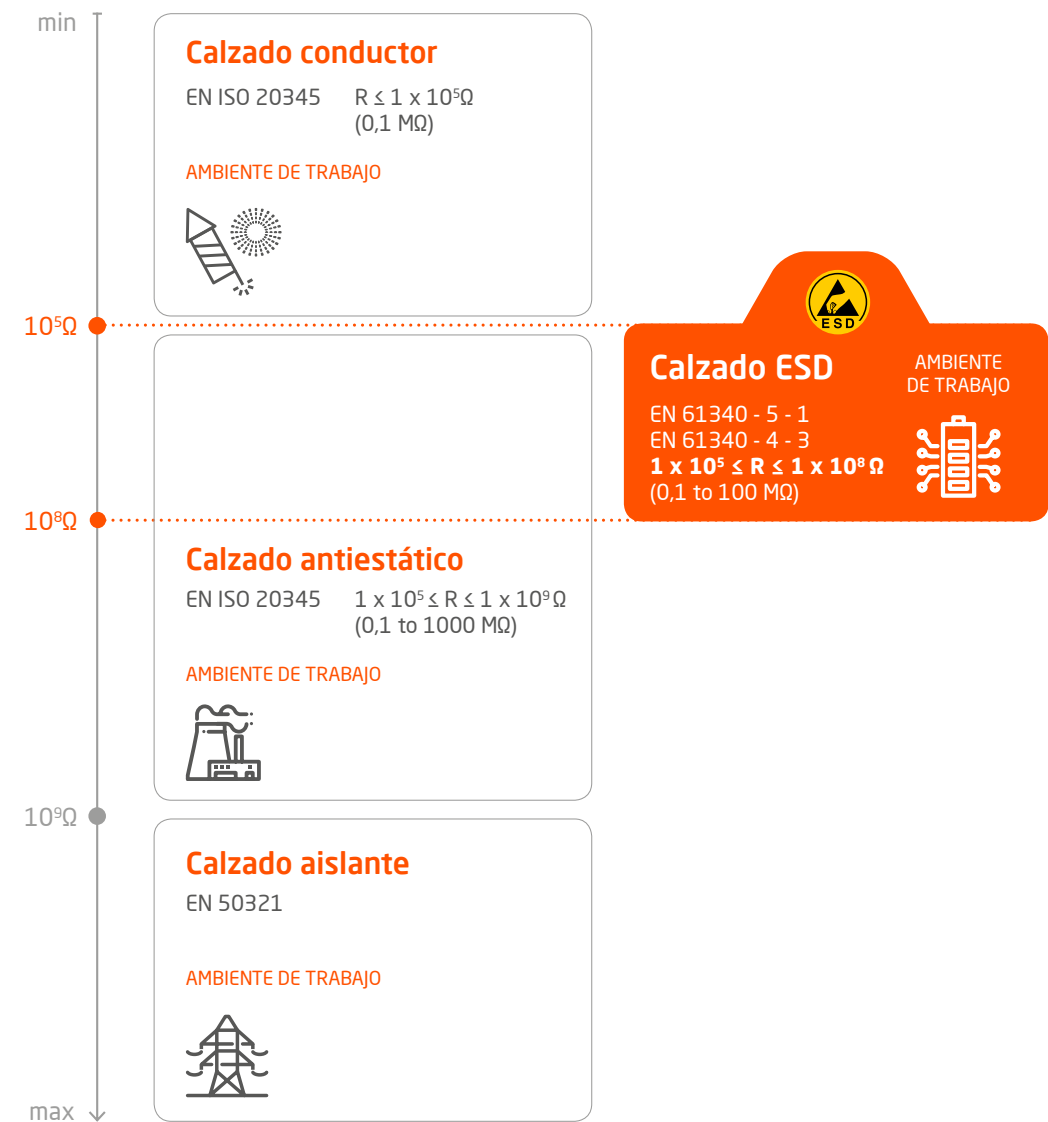 min
Calzado conductor
EN ISO 20345 R ≤ 1 x 10⁵Ω
(0,1 MΩ)
AMBIENTE DE TRABAJO
10⁵Ω
ESD
Calzado ESD
AMBIENTE
DE TRABAJO
EN 61340 - 5 - 1
EN 61340 - 4 - 3
1 x 10⁵ ≤ R ≤ 1 x 10⁸ Ω
(0,1 to 100 MΩ)
10⁸Ω
Calzado antiestático
EN ISO 20345 1 x 10⁵ ≤ R ≤ 1 x 10⁹ Ω
(0,1 to 1000 MΩ)
AMBIENTE DE TRABAJO
10⁹Ω
Calzado aislante
EN 50321
AMBIENTE DE TRABAJO
max